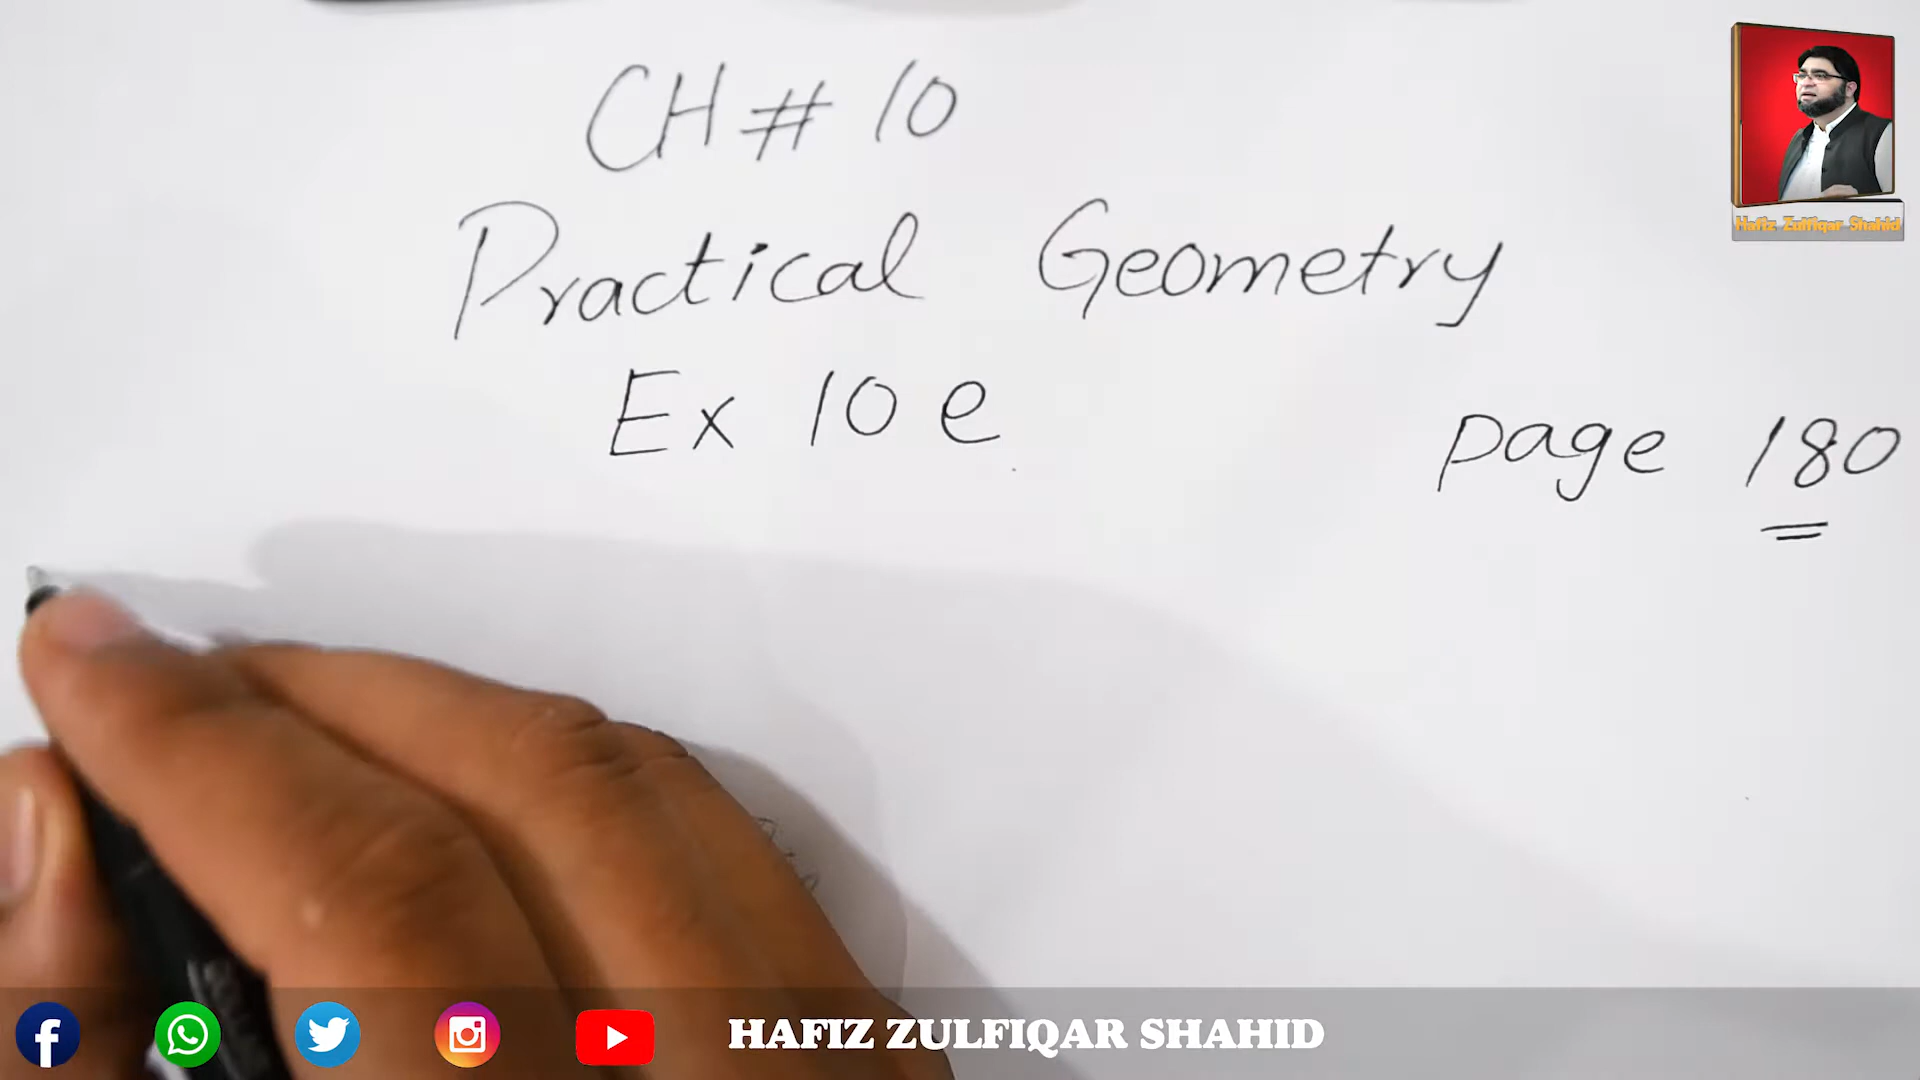 CH # 10
Practical Geometry
Ex 10 e
page 180
Hafiz Zulfiqar Shahid
HAFIZ ZULFIQAR SHAHID